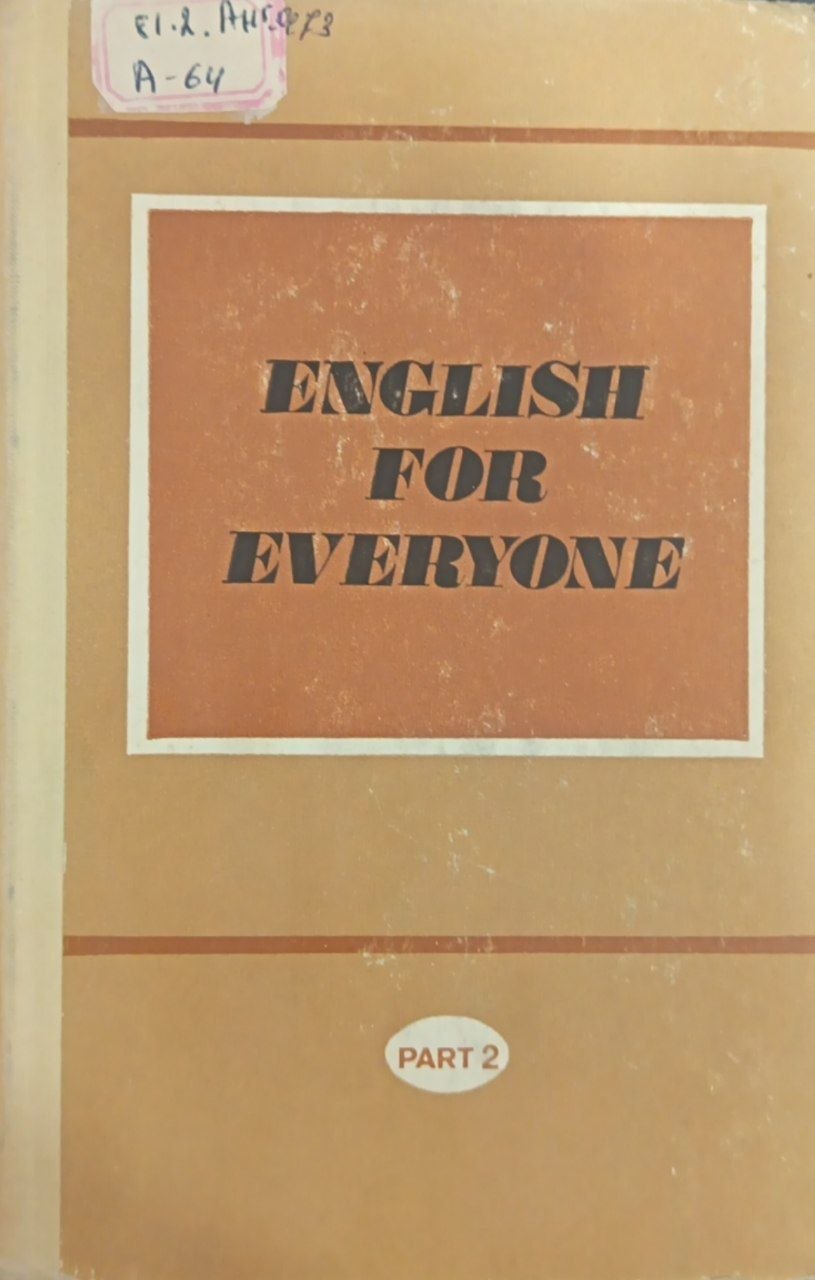 А-64
ENGLISH
FOR
EVERYONE
PART 2